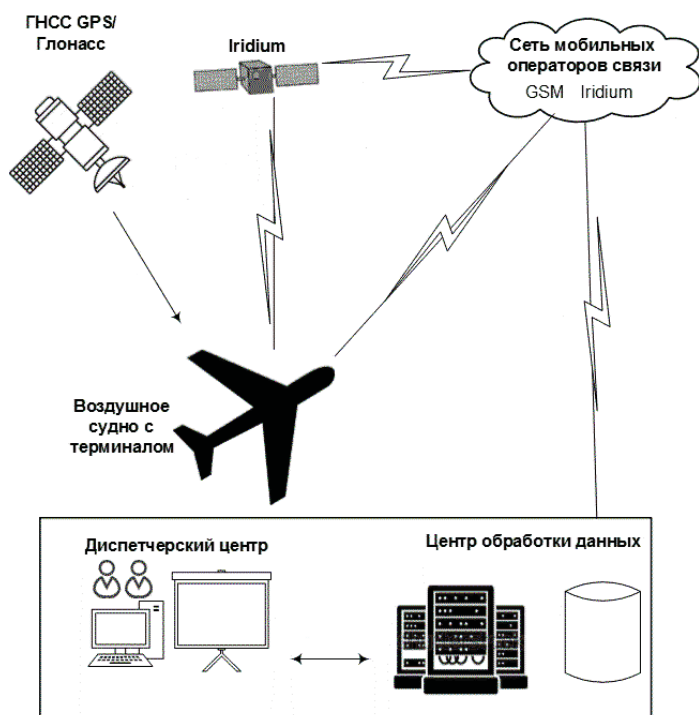 ГНСС GPS/
Глонасс
Iridium
Сеть мобильных
операторов связи
GSM Iridium
Воздушное
судно с
терминалом
Диспетчерский центр
Центр обработки данных